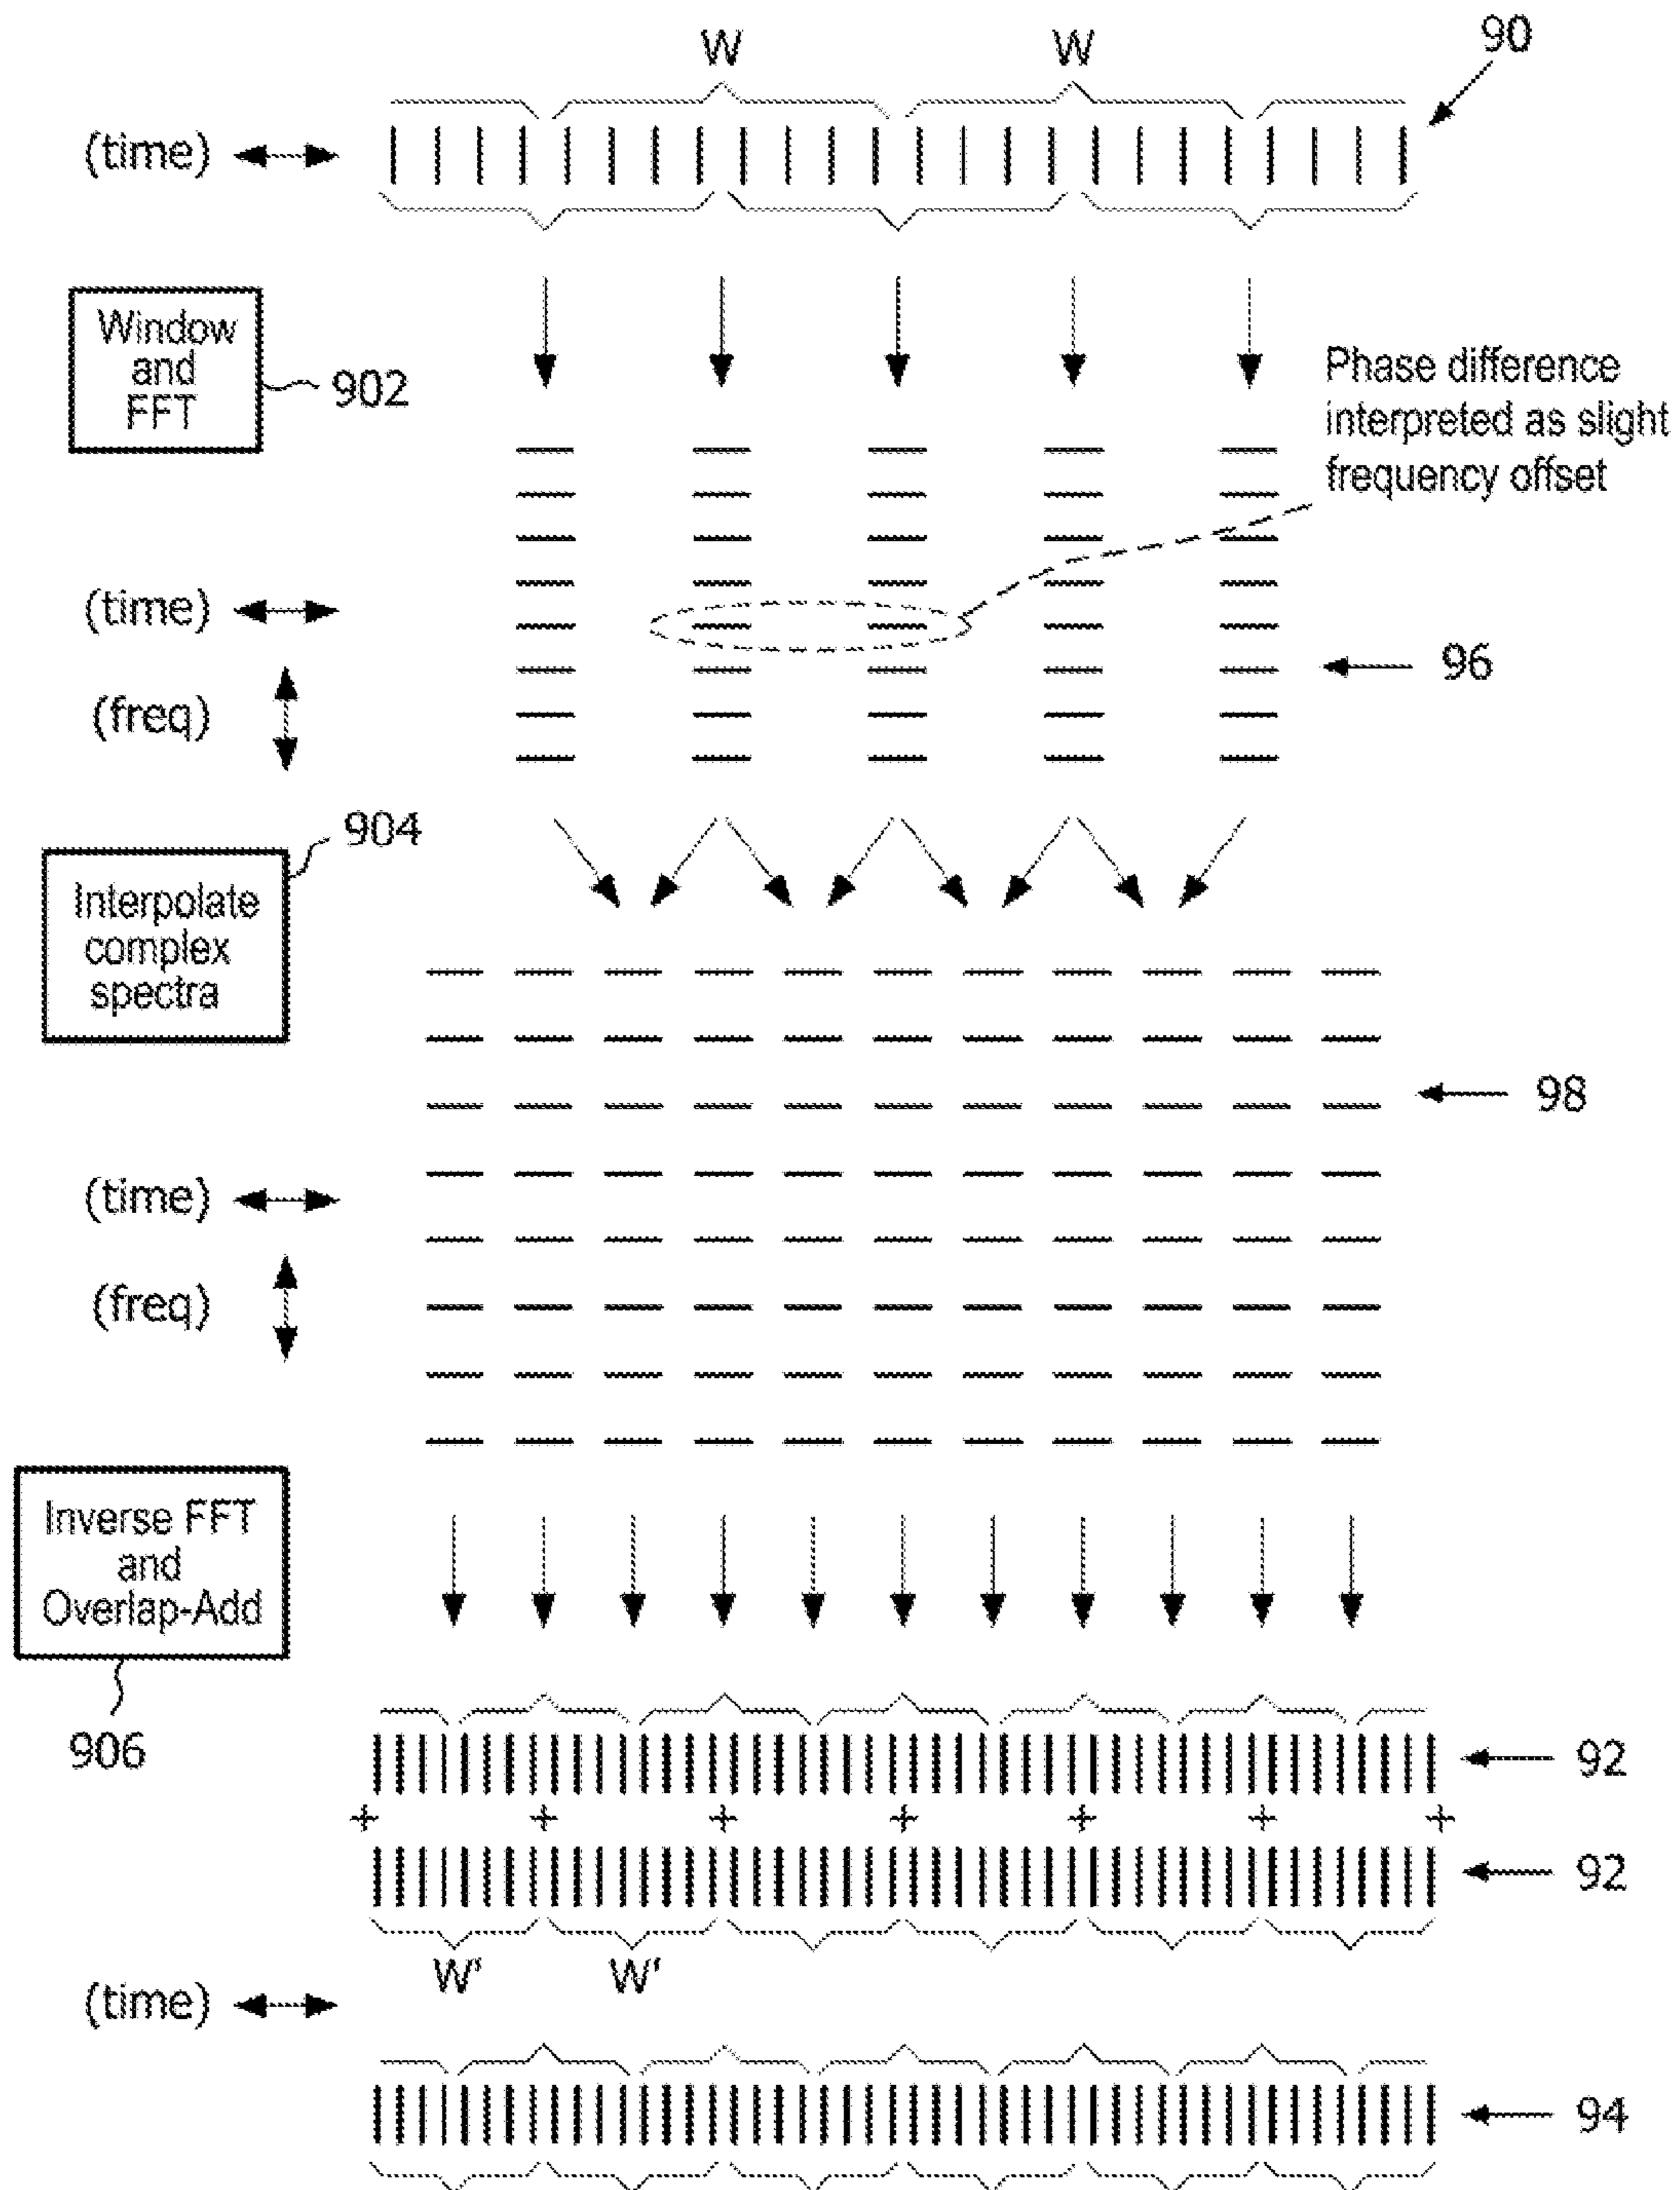 W
W
90
(time)
Window
and
FFT
902
Phase difference
interpreted as slight
frequency offset
(time)
96
(freq)
904
Interpolate
complex
spectra
98
(time)
(freq)
Inverse FFT
and
Overlap-Add
906
92
+ + + + + + +
92
W'
W'
(time)
94